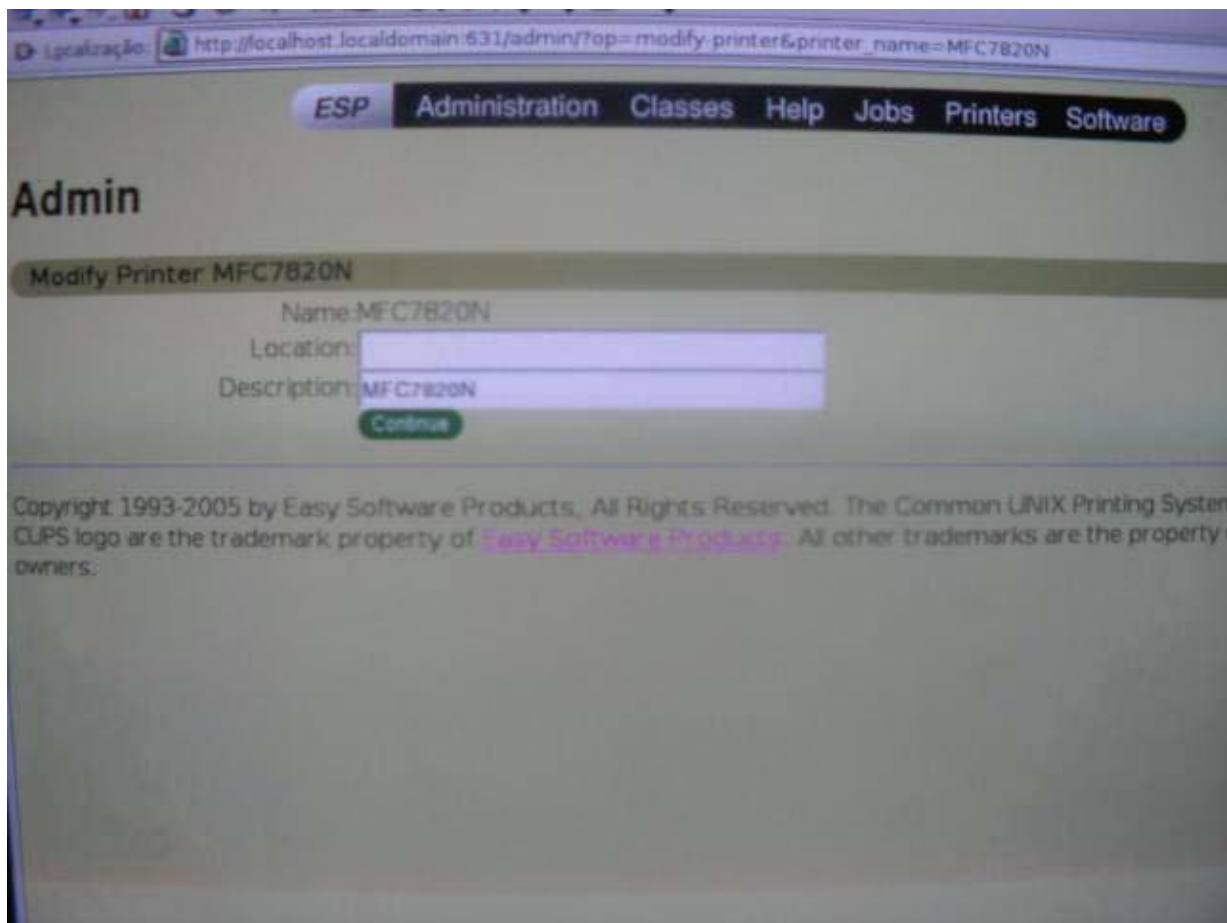 Localização: http://localhost.localdomain:631/admin/?op=modify-printer&printer_name=MFC7820N
ESP Administration Classes Help Jobs Printers Software
Admin
Modify Printer MFC7820N
Name:MFC7820N
Location:
Description: MFC7820N
Continue
Copyright 1993-2005 by Easy Software Products, All Rights Reserved. The Common UNIX Printing System
CUPS logo are the trademark property of Easy Software Products. All other trademarks are the property
owners.